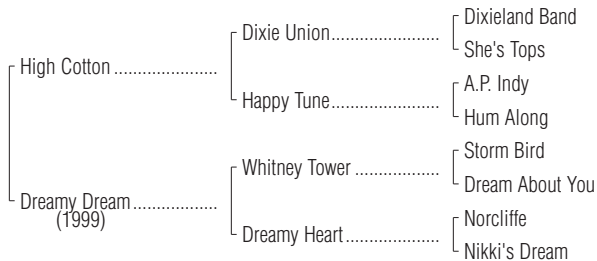 Dixieland Band
Dixie Union........................
She's Tops
High Cotton ......................
A.P. Indy
Happy Tune........................
Hum Along
Storm Bird
Whitney Tower ..................
Dream About You
Dreamy Dream..................
(1999)
Norcliffe
Dreamy Heart....................
Nikki's Dream